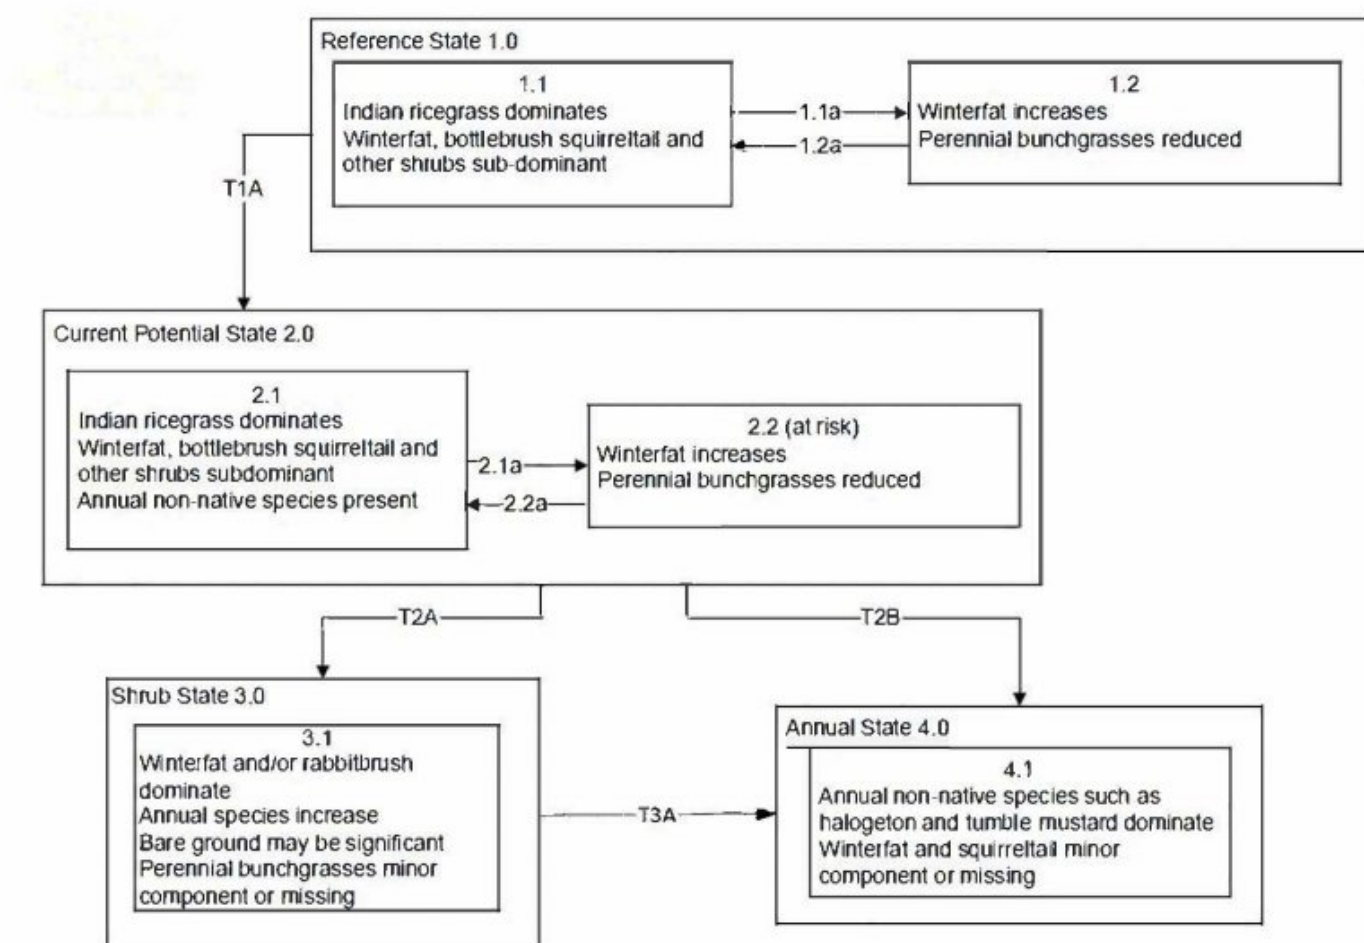 Reference State 1.0
1.1
Indian ricegrass dominates
Winterfat, bottlebrush squirreltail and
other shrubs sub-dominant
1.1a
1.2a
1.2
Winterfat increases
Perennial bunchgrasses reduced
T1A
Current Potential State 2.0
2.1
Indian ricegrass dominates
Winterfat, bottlebrush squirreltail and
other shrubs subdominant
Annual non-native species present
2.1a
2.2a
2.2 (at risk)
Winterfat increases
Perennial bunchgrasses reduced
T2A
T2B
Shrub State 3.0
3.1
Winterfat and/or rabbitbrush
dominate
Annual species increase
Bare ground may be significant
Perennial bunchgrasses minor
component or missing
T3A
Annual State 4.0
4.1
Annual non-native species such as
halogeton and tumble mustard dominate
Winterfat and squirreltail minor
component or missing